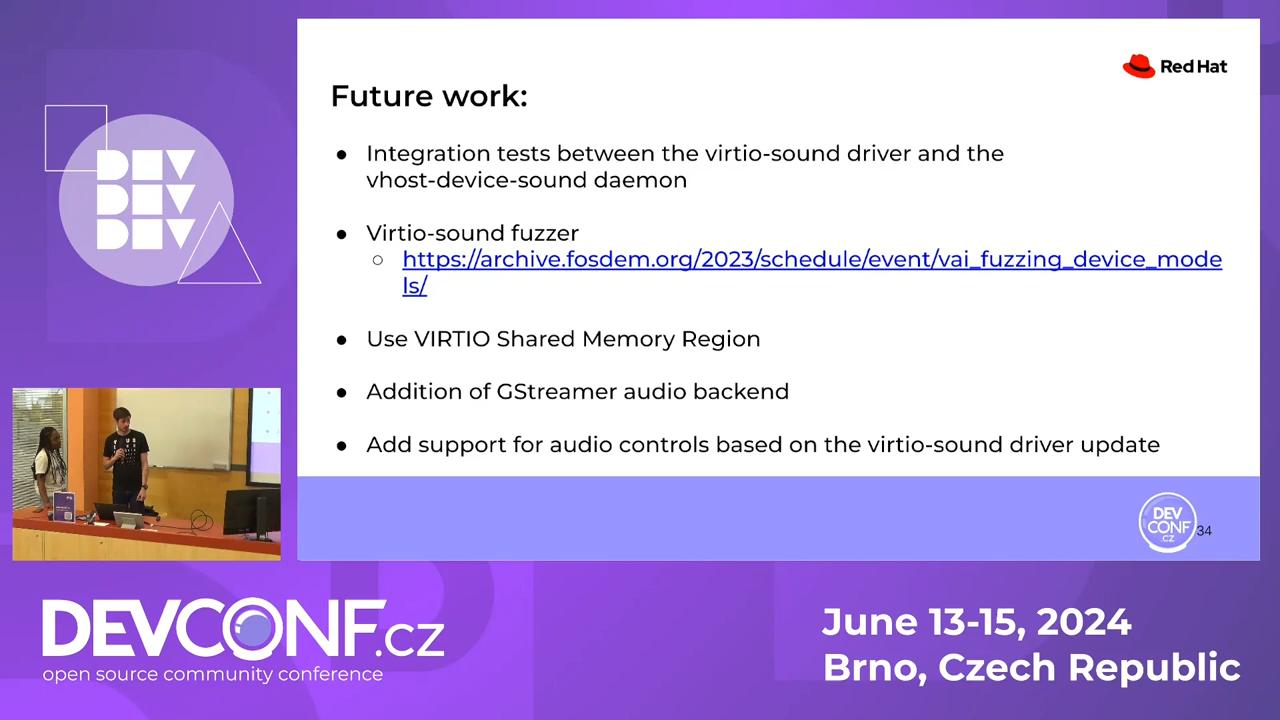 DEV
DEV
DEV
Red Hat
Future work:
● Integration tests between the virtio-sound driver and the
vhost-device-sound daemon
● Virtio-sound fuzzer
○ https://archive.fosdem.org/2023/schedule/event/vai_fuzzing_device_mode
ls/
● Use VIRTIO Shared Memory Region
● Addition of GStreamer audio backend
● Add support for audio controls based on the virtio-sound driver update
DEV
CONF
.CZ
34
DEVCONF.cz
open source community conference
June 13-15, 2024
Brno, Czech Republic